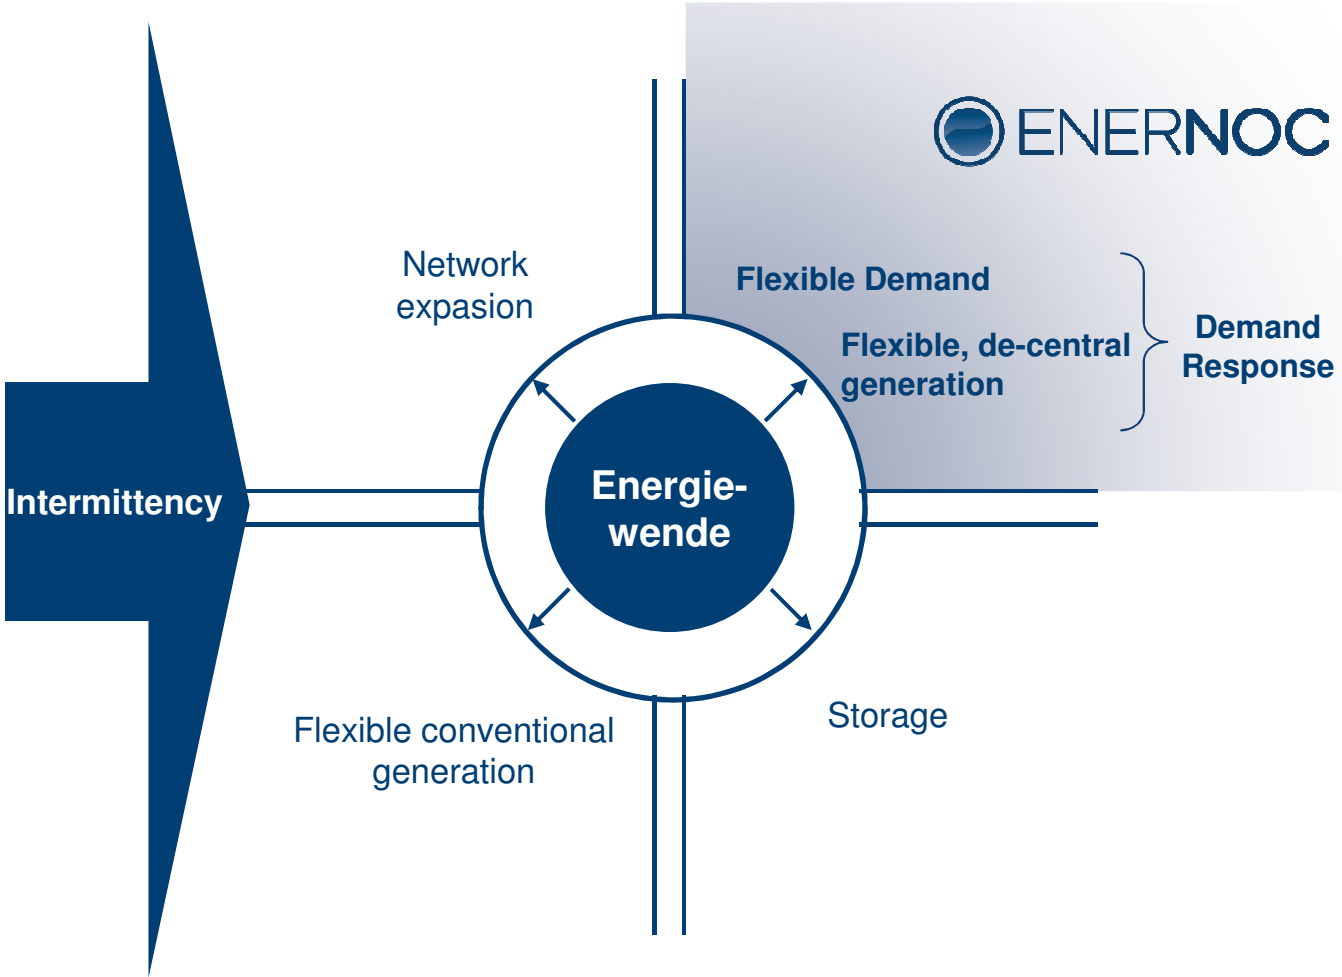 ENERNOC
Network
expasion
Flexible Demand
Flexible, de-central
generation
Demand
Response
Intermittency
Energie-
wende
Flexible conventional
generation
Storage